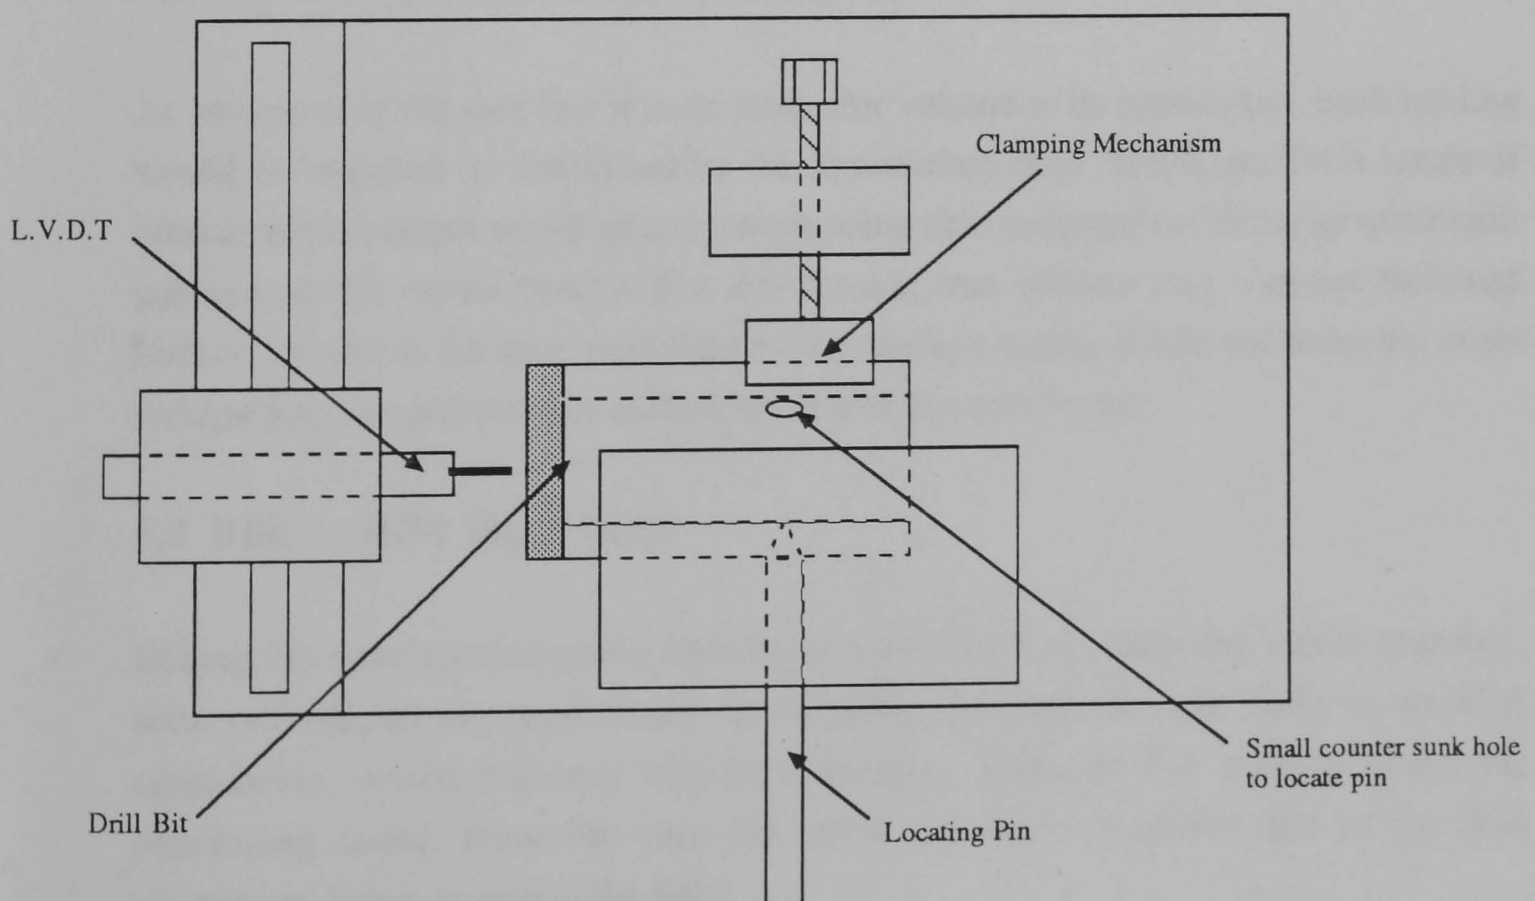 Clamping Mechanism
L.V.D.T
Small counter sunk hole
to locate pin
Drill Bit
Locating Pin